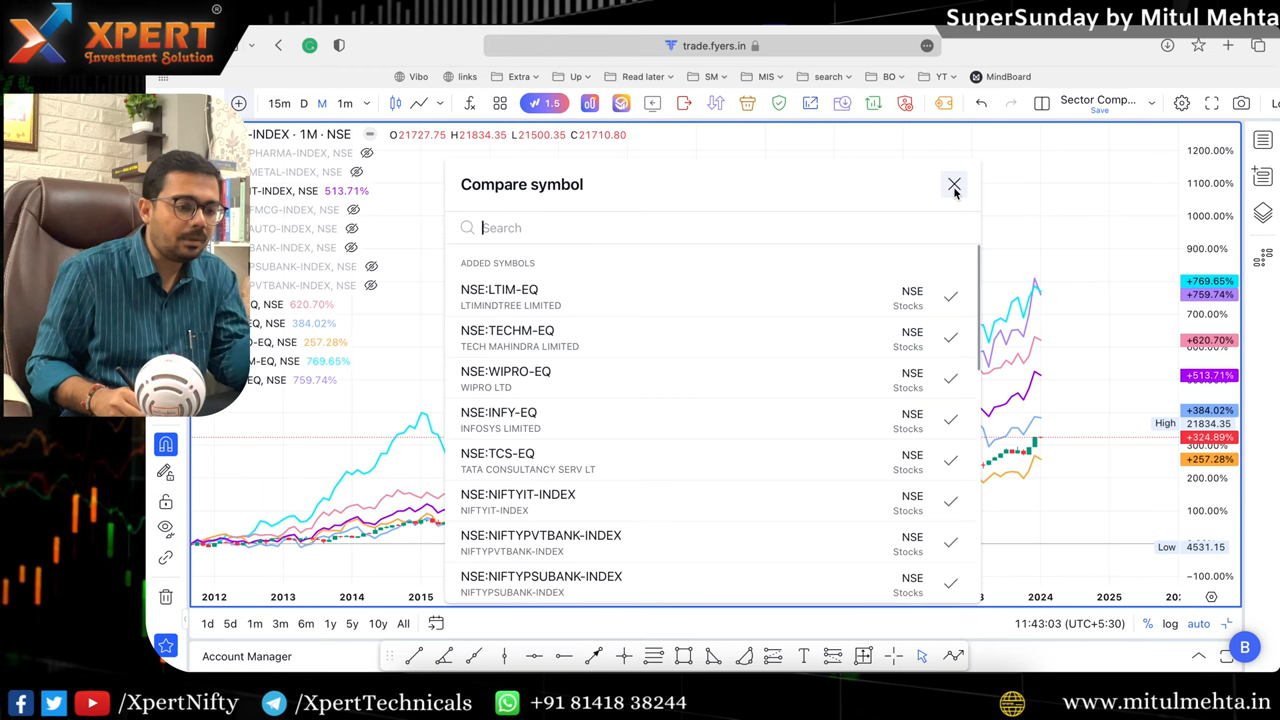 SuperSunday by Mitul Mehta
XPERT
Investment Solution
®
trade.fyers.in
Vibo
links
Extra
Up
Read later
SM
MIS
search
BO
YT
MindBoard
15m D M 1m
1.5
Sector Comp...
Save
-INDEX · 1M · NSE
O21727.75 H21834.35 L21500.35 C21710.80
PHARMA-INDEX, NSE
METAL-INDEX, NSE
IT-INDEX, NSE 513.71%
FMCG-INDEX, NSE
AUTO-INDEX, NSE
BANK-INDEX, NSE
PSUBANK-INDEX, NSE
PVTBANK-INDEX, NSE
EQ, NSE 620.70%
EQ, NSE 384.02%
O-EQ, NSE 257.28%
M-EQ, NSE 769.65%
EQ, NSE 759.74%
Compare symbol
Search
ADDED SYMBOLS
NSE:LTIM-EQ
LTIMINDTREE LIMITED
NSE
Stocks
NSE:TECHM-EQ
TECH MAHINDRA LIMITED
NSE
Stocks
NSE:WIPRO-EQ
WIPRO LTD
NSE
Stocks
NSE:INFY-EQ
INFOSYS LIMITED
NSE
Stocks
NSE:TCS-EQ
TATA CONSULTANCY SERV LT
NSE
Stocks
NSE:NIFTYIT-INDEX
NIFTYIT-INDEX
NSE
Stocks
NSE:NIFTYPVTBANK-INDEX
NIFTYPVTBANK-INDEX
NSE
Stocks
NSE:NIFTYPSUBANK-INDEX
NIFTYPSUBANK-INDEX
NSE
Stocks
1200.00%
1100.00%
1000.00%
900.00%
+769.65%
+759.74%
700.00%
+620.70%
+513.71%
+384.02%
High 21834.35
+324.89%
+257.28%
200.00%
100.00%
Low 4531.15
−100.00%
2012 2013 2014 2015 2024 2025
1d 5d 1m 3m 6m 1y 5y 10y All
11:43:03 (UTC+5:30)
% log auto
Account Manager
B
/XpertNifty
/XpertTechnicals
+91 81418 38244
www.mitulmehta.in